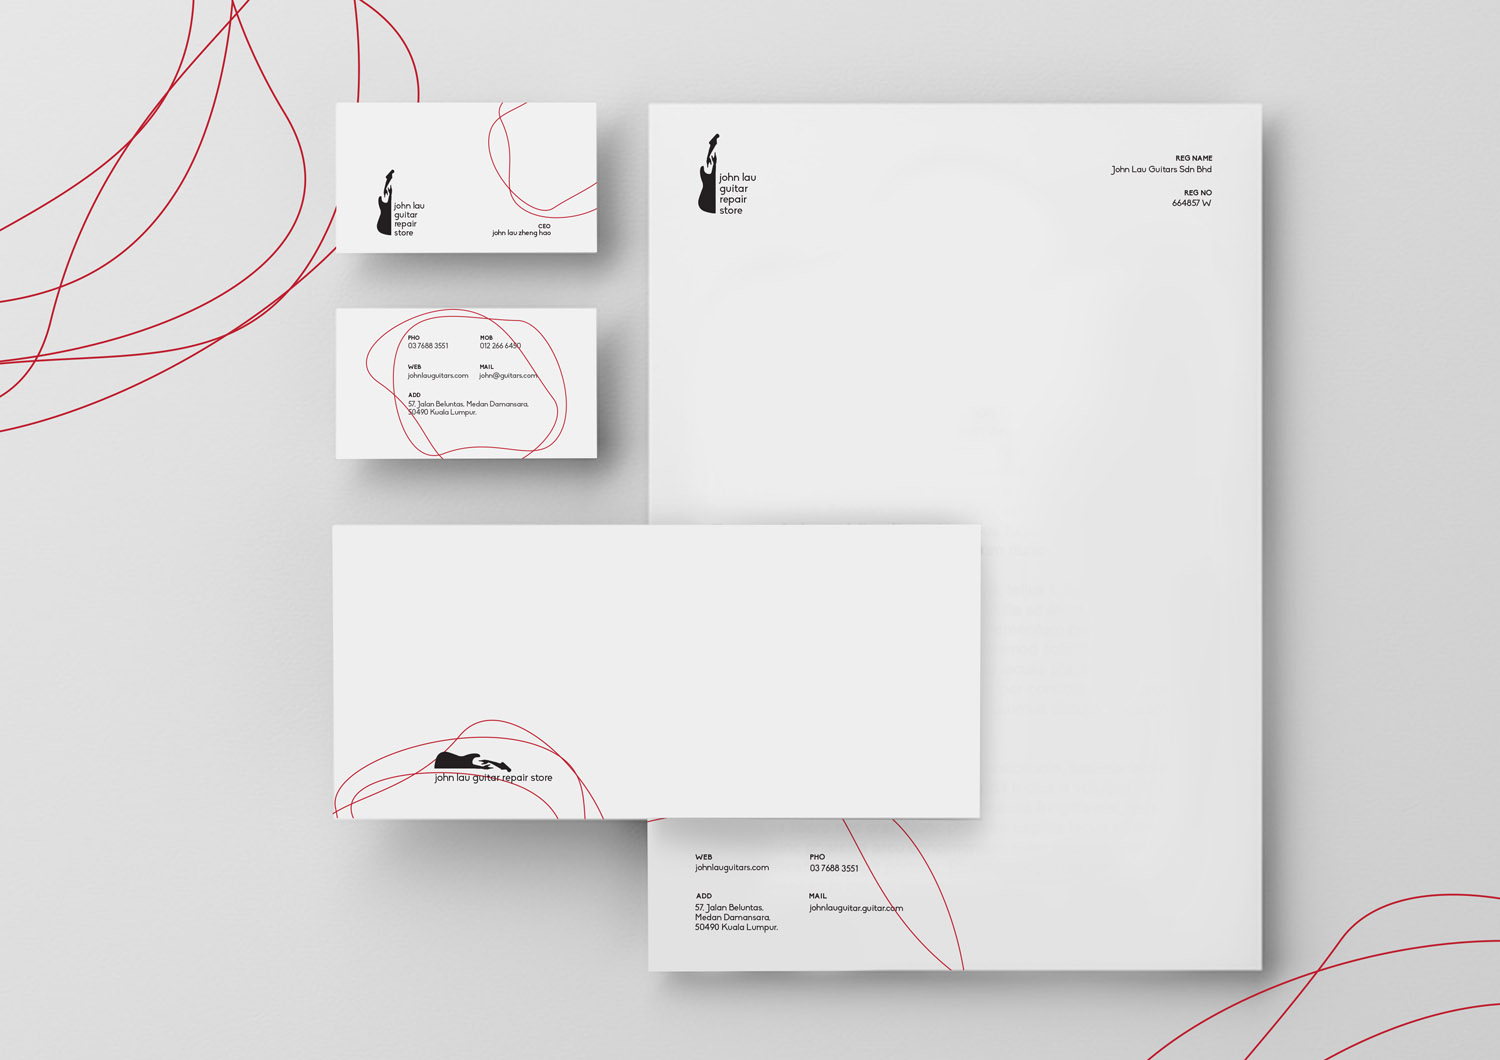 john lau
guitar
repair
store
CEO
john lau zheng hao
PHO
03 7688 3551
MOB
012 266 6450
WEB
johnlauguitars.com
MAIL
john@guitars.com
ADD
57, Jalan Beluntas, Medan Damansara,
50490 Kuala Lumpur.
john lau guitar repair store
john lau
guitar
repair
store
REG NAME
John Lau Guitars Sdn Bhd
REG NO
664857 W
WEB
johnlauguitars.com
PHO
03 7688 3551
ADD
57, Jalan Beluntas,
Medan Damansara,
50490 Kuala Lumpur.
MAIL
johnlauguitar.guitar.com